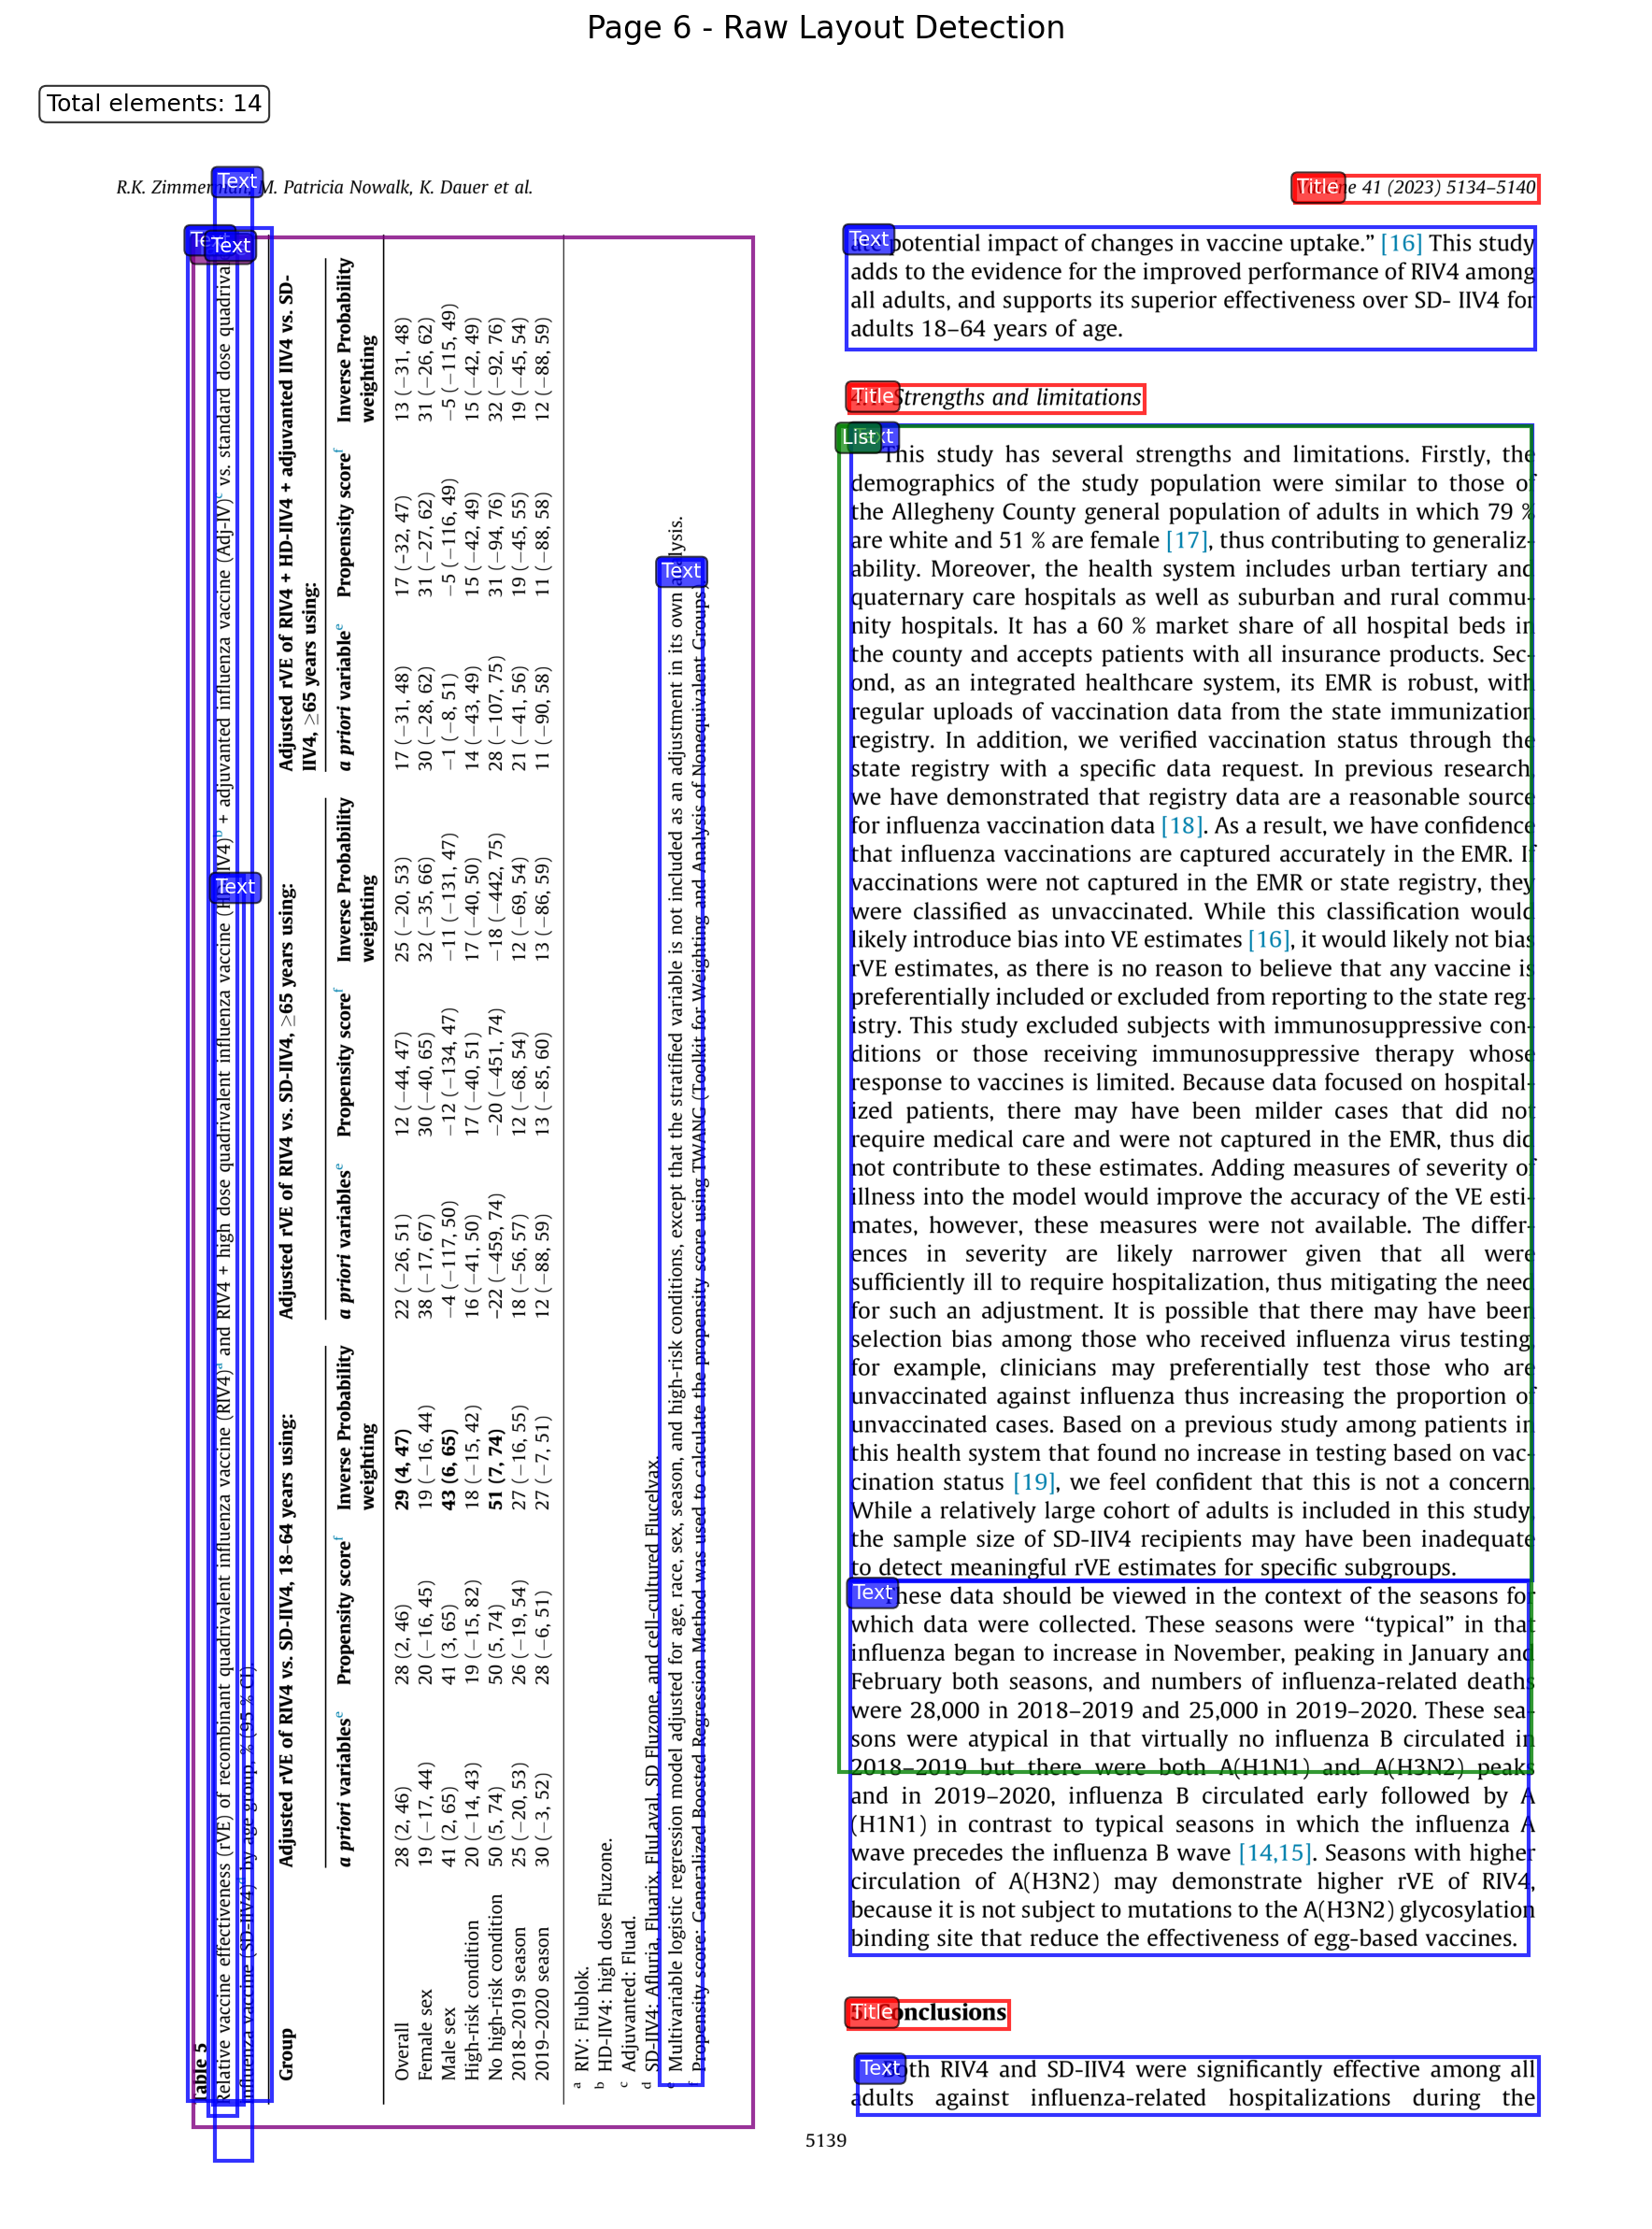 Page 6 - Raw Layout Detection
Total elements: 14
R.K. Zimmerman, M. Patricia Nowalk, K. Dauer et al.
Text
Title
ne 41 (2023) 5134–5140
Text
Text
Table 5
Relative vaccine effectiveness (rVE) of recombinant quadrivalent influenza vaccine (RIV4)a and RIV4 + high dose quadrivalent influenza vaccine (HD-IIV4)b + adjuvanted influenza vaccine (Adj-IV)c vs. standard dose quadrivalent
influenza vaccine (SD-IIV4)d by age group, % (95 % CI).
Text
Group
Adjusted rVE of RIV4 vs. SD-IIV4, 18–64 years using:
Adjusted rVE of RIV4 vs. SD-IIV4, ≥65 years using:
Adjusted rVE of RIV4 + HD-IIV4 + adjuvanted IIV4 vs. SD-
IIV4, ≥65 years using:
a priori variablese Propensity scoref Inverse Probability
weighting
a priori variablese Propensity scoref Inverse Probability
weighting
a priori variablee Propensity scoref Inverse Probability
weighting
Overall 28 (2, 46) 28 (2, 46) 29 (4, 47) 22 (−26, 51) 12 (−44, 47) 25 (−20, 53) 17 (−31, 48) 17 (−32, 47) 13 (−31, 48)
Female sex 19 (−17, 44) 20 (−16, 45) 19 (−16, 44) 38 (−17, 67) 30 (−40, 65) 32 (−35, 66) 30 (−28, 62) 31 (−27, 62) 31 (−26, 62)
Male sex 41 (2, 65) 41 (3, 65) 43 (6, 65) −4 (−117, 50) −12 (−134, 47) −11 (−131, 47) −1 (−8, 51) −5 (−116, 49) −5 (−115, 49)
High-risk condition 20 (−14, 43) 19 (−15, 82) 18 (−15, 42) 16 (−41, 50) 17 (−40, 51) 17 (−40, 50) 14 (−43, 49) 15 (−42, 49) 15 (−42, 49)
No high-risk condition 50 (5, 74) 50 (5, 74) 51 (7, 74) −22 (−459, 74) −20 (−451, 74) −18 (−442, 75) 28 (−107, 75) 31 (−94, 76) 32 (−92, 76)
2018–2019 season 25 (−20, 53) 26 (−19, 54) 27 (−16, 55) 18 (−56, 57) 12 (−68, 54) 12 (−69, 54) 21 (−41, 56) 19 (−45, 55) 19 (−45, 54)
2019–2020 season 30 (−3, 52) 28 (−6, 51) 27 (−7, 51) 12 (−88, 59) 13 (−85, 60) 13 (−86, 59) 11 (−90, 58) 11 (−88, 58) 12 (−88, 59)
a RIV: Flublok.
b HD-IIV4: high dose Fluzone.
c Adjuvanted: Fluad.
d SD-IIV4: Afluria, Fluarix, FluLaval, SD Fluzone, and cell-cultured Flucelvax.
e Multivariable logistic regression model adjusted for age, race, sex, season, and high-risk conditions, except that the stratified variable is not included as an adjustment in its own analysis.
f Propensity score: Generalized Boosted Regression Method was used to calculate the propensity score using TWANG (Toolkit for Weighting and Analysis of Nonequivalent Groups)
Text
Text
potential impact of changes in vaccine uptake.” [16] This study
adds to the evidence for the improved performance of RIV4 among
all adults, and supports its superior effectiveness over SD- IIV4 for
adults 18–64 years of age.
Title
Strengths and limitations
List
This study has several strengths and limitations. Firstly, the
demographics of the study population were similar to those of
the Allegheny County general population of adults in which 79 %
are white and 51 % are female [17], thus contributing to generaliz-
ability. Moreover, the health system includes urban tertiary and
quaternary care hospitals as well as suburban and rural commu-
nity hospitals. It has a 60 % market share of all hospital beds in
the county and accepts patients with all insurance products. Sec-
ond, as an integrated healthcare system, its EMR is robust, with
regular uploads of vaccination data from the state immunization
registry. In addition, we verified vaccination status through the
state registry with a specific data request. In previous research,
we have demonstrated that registry data are a reasonable source
for influenza vaccination data [18]. As a result, we have confidence
that influenza vaccinations are captured accurately in the EMR. If
vaccinations were not captured in the EMR or state registry, they
were classified as unvaccinated. While this classification would
likely introduce bias into VE estimates [16], it would likely not bias
rVE estimates, as there is no reason to believe that any vaccine is
preferentially included or excluded from reporting to the state reg-
istry. This study excluded subjects with immunosuppressive con-
ditions or those receiving immunosuppressive therapy whose
response to vaccines is limited. Because data focused on hospital-
ized patients, there may have been milder cases that did not
require medical care and were not captured in the EMR, thus did
not contribute to these estimates. Adding measures of severity of
illness into the model would improve the accuracy of the VE esti-
mates, however, these measures were not available. The differ-
ences in severity are likely narrower given that all were
sufficiently ill to require hospitalization, thus mitigating the need
for such an adjustment. It is possible that there may have been
selection bias among those who received influenza virus testing,
for example, clinicians may preferentially test those who are
unvaccinated against influenza thus increasing the proportion of
unvaccinated cases. Based on a previous study among patients in
this health system that found no increase in testing based on vac-
cination status [19], we feel confident that this is not a concern.
While a relatively large cohort of adults is included in this study,
the sample size of SD-IIV4 recipients may have been inadequate
to detect meaningful rVE estimates for specific subgroups.
Text
These data should be viewed in the context of the seasons for
which data were collected. These seasons were “typical” in that
influenza began to increase in November, peaking in January and
February both seasons, and numbers of influenza-related deaths
were 28,000 in 2018–2019 and 25,000 in 2019–2020. These sea-
sons were atypical in that virtually no influenza B circulated in
2018–2019 but there were both A(H1N1) and A(H3N2) peaks
and in 2019–2020, influenza B circulated early followed by A
(H1N1) in contrast to typical seasons in which the influenza A
wave precedes the influenza B wave [14,15]. Seasons with higher
circulation of A(H3N2) may demonstrate higher rVE of RIV4,
because it is not subject to mutations to the A(H3N2) glycosylation
binding site that reduce the effectiveness of egg-based vaccines.
Title
Conclusions
Text
Both RIV4 and SD-IIV4 were significantly effective among all
adults against influenza-related hospitalizations during the
5139